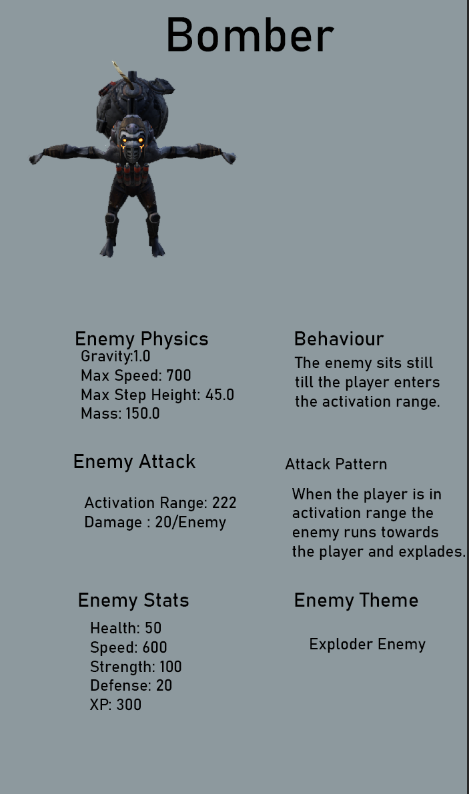 Bomber
Enemy Physics
Gravity:1.0
Max Speed: 700
Max Step Height: 45.0
Mass: 150.0
Behaviour
The enemy sits still
till the player enters
the activation range.
Enemy Attack
Activation Range: 222
Damage : 20/Enemy
Attack Pattern
When the player is in
activation range the
enemy runs towards
the player and explades.
Enemy Stats
Health: 50
Speed: 600
Strength: 100
Defense: 20
XP: 300
Enemy Theme
Exploder Enemy